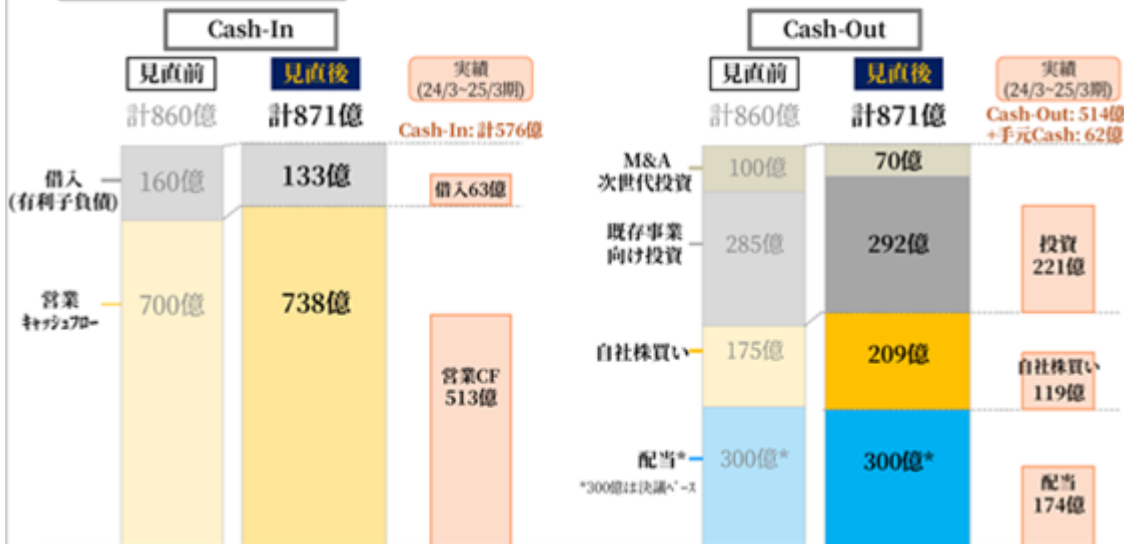 Cash-In
見直前
見直後
実績
(24/3~25/3期)
計860億
計871億
Cash-In: 計576億
借入
(有利子負債)
160億
133億
借入63億
営業
ｷｬｯｼｭﾌﾛｰ
700億
738億
営業CF
513億
Cash-Out
見直前
見直後
実績
(24/3~25/3期)
計860億
計871億
Cash-Out: 514億
+手元Cash: 62億
M&A
次世代投資
100億
70億
既存事業
向け投資
285億
292億
投資
221億
自社株買い
175億
209億
自社株買い
119億
配当*
*300億は決議ﾍﾞｰｽ
300億*
300億*
配当
174億